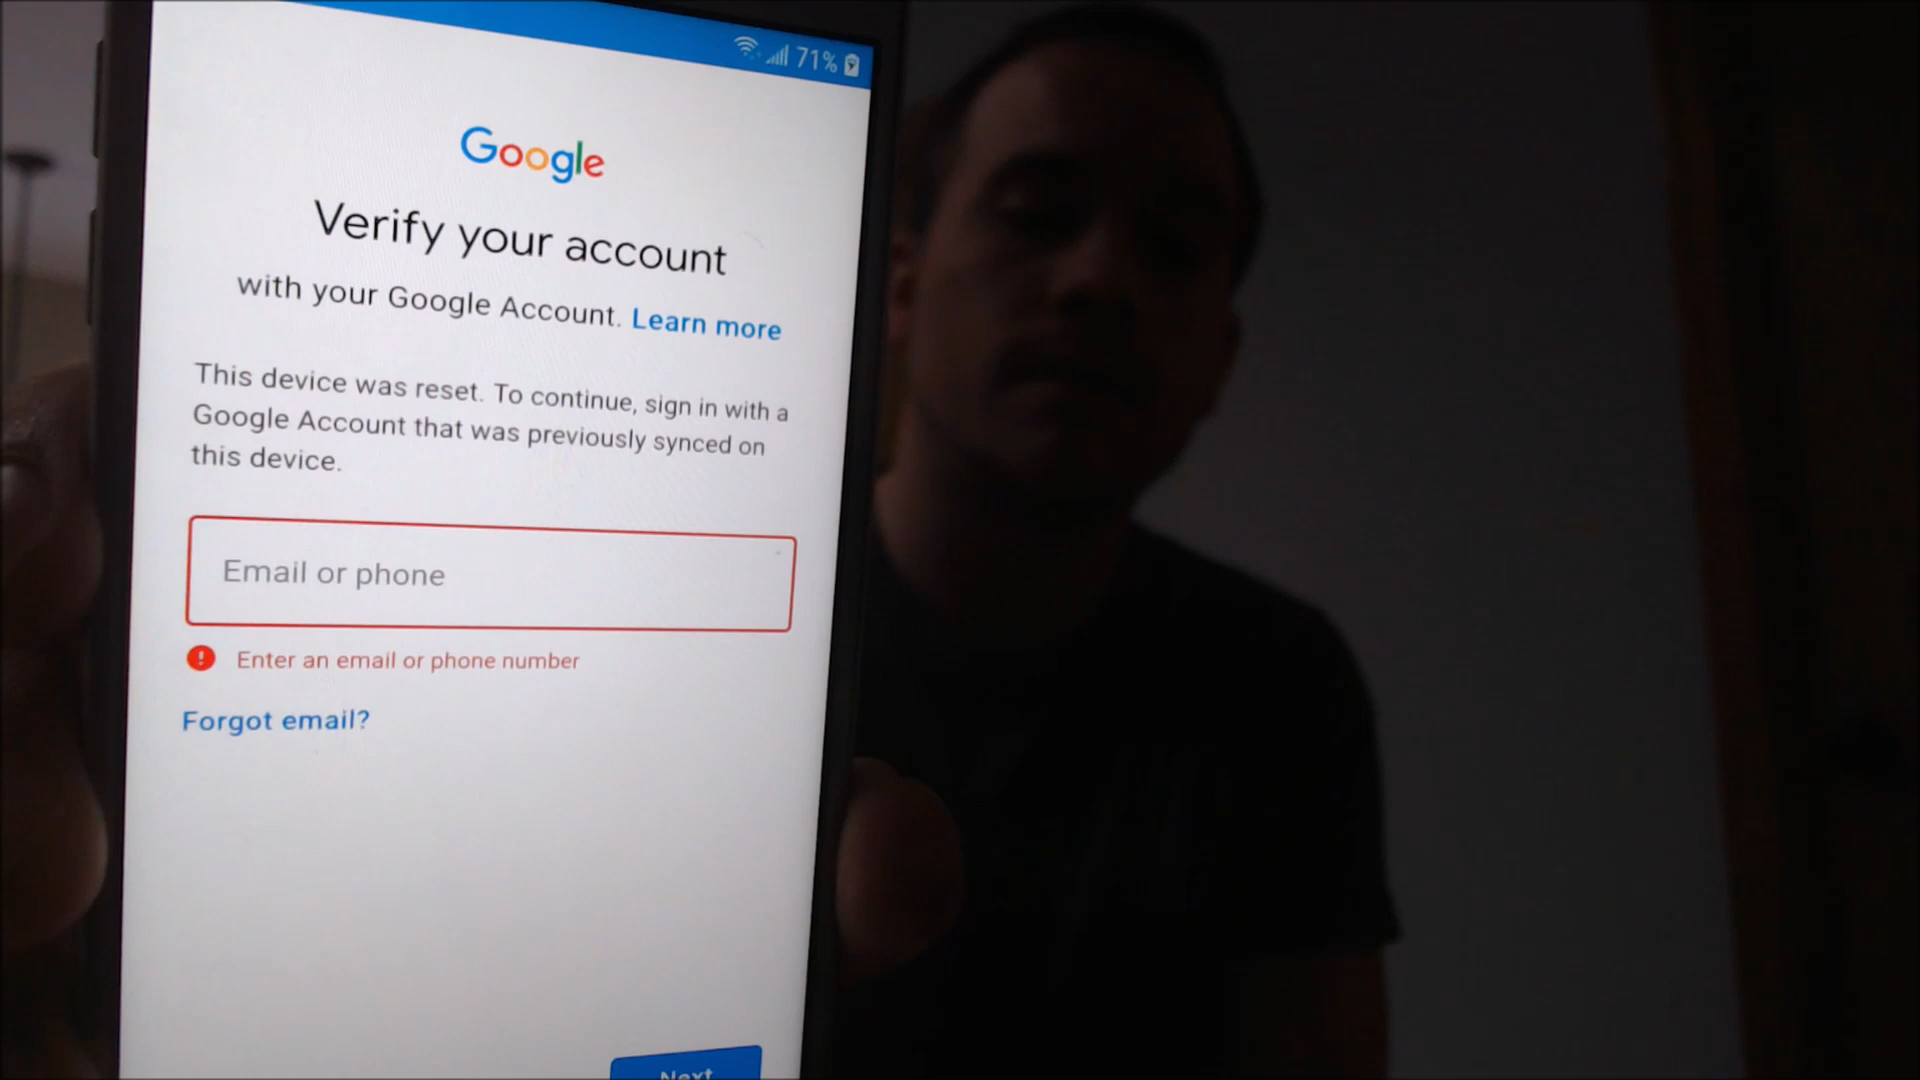 71%
Google
Verify your account
with your Google Account. Learn more
This device was reset. To continue, sign in with a
Google Account that was previously synced on
this device.
Email or phone
Enter an email or phone number
Forgot email?
Next